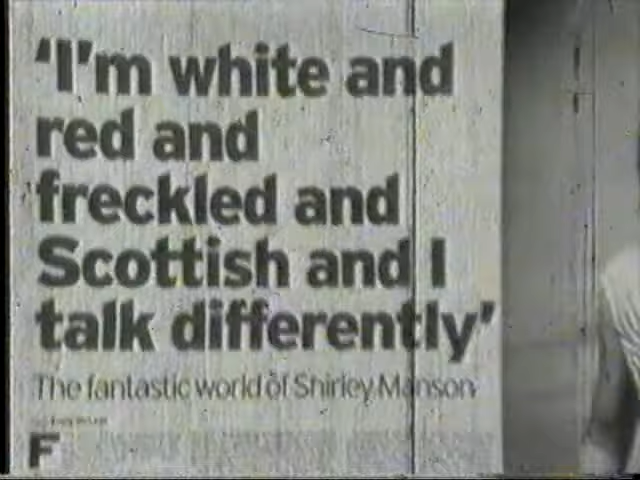 'I'm white and
red and
freckled and
Scottish and I
talk differently'
The fantastic world of Shirley Manson
F